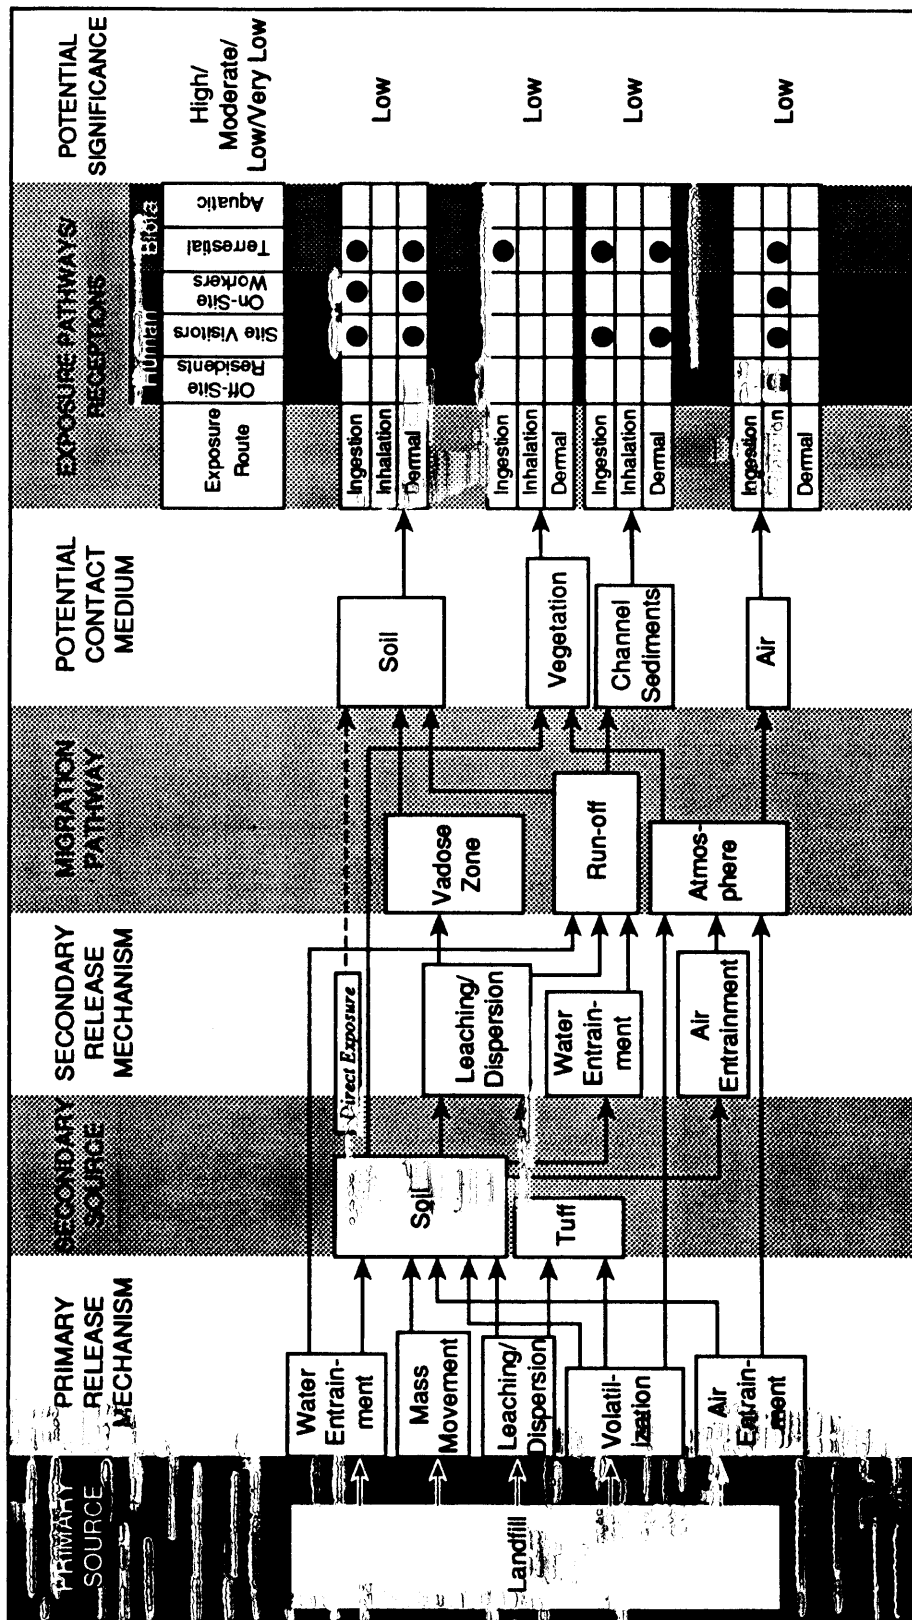 PRIMARY
SOURCE
PRIMARY
RELEASE
MECHANISM
SECONDARY
SOURCE
SECONDARY
RELEASE
MECHANISM
MIGRATION
PATHWAY
POTENTIAL
CONTACT
MEDIUM
EXPOSURE PATHWAYS/
RECEPTIONS
POTENTIAL
SIGNIFICANCE
Human
Biota
Exposure
Route
Off-Site
Residents
Site Visitors
On-Site
Workers
Terrestial
Aquatic
High/
Moderate/
Low/Very Low
Landfill
Water
Entrain-
ment
Mass
Movement
Leaching/
Dispersion
Volatil-
ization
Air
Entrain-
ment
Soil
Tuff
Direct Exposure
Leaching/
Dispersion
Water
Entrain-
ment
Air
Entrainment
Vadose
Zone
Run-off
Atmos-
phere
Soil
Vegetation
Channel
Sediments
Air
Ingestion
Inhalation
Dermal
Low
Ingestion
Inhalation
Dermal
Low
Ingestion
Inhalation
Dermal
Low
Ingestion
Dermal
Low